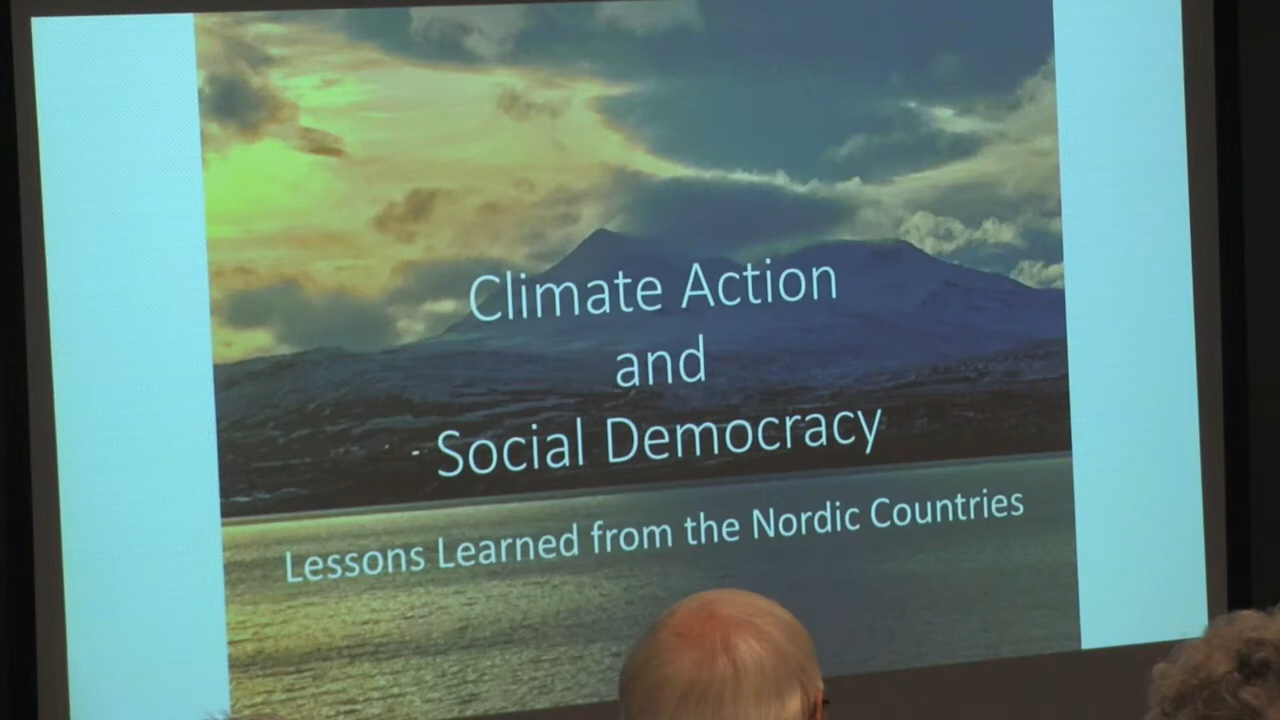 Climate Action
and
Social Democracy
Lessons Learned from the Nordic Countries